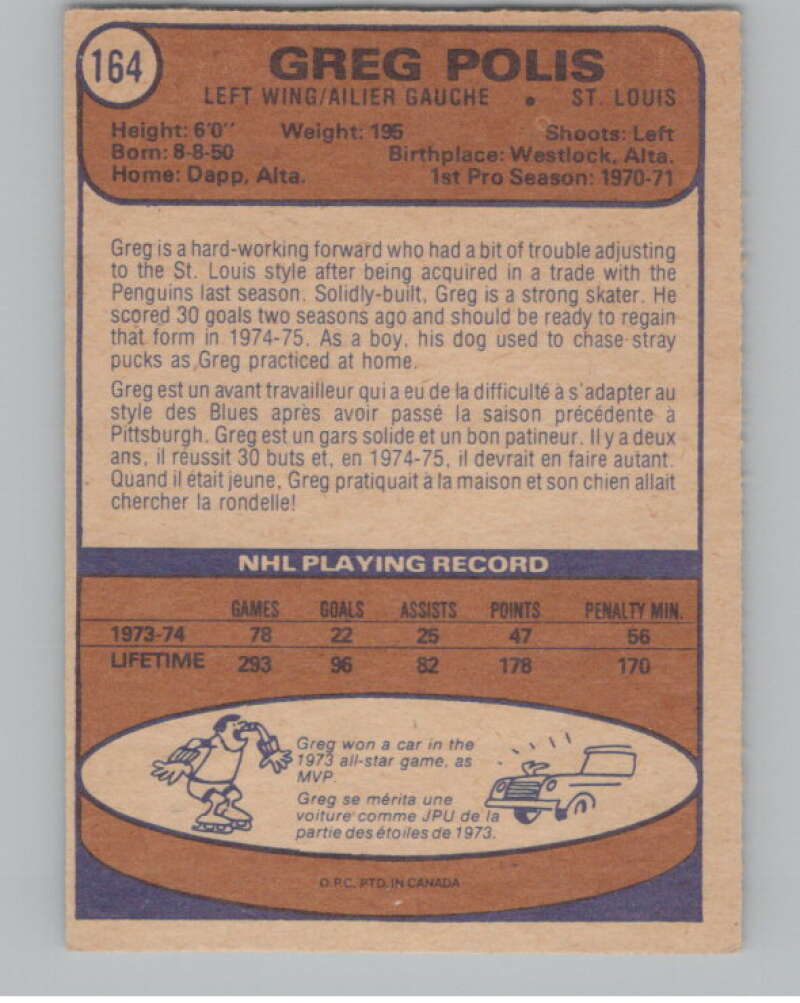 164
GREG POLIS
LEFT WING/AILIER GAUCHE • ST. LOUIS
Height: 6'0" Weight: 195 Shoots: Left
Born: 8-8-50 Birthplace: Westlock, Alta.
Home: Dapp, Alta. 1st Pro Season: 1970-71
Greg is a hard-working forward who had a bit of trouble adjusting
to the St. Louis style after being acquired in a trade with the
Penguins last season. Solidly-built, Greg is a strong skater. He
scored 30 goals two seasons ago and should be ready to regain
that form in 1974-75. As a boy, his dog used to chase stray
pucks as Greg practiced at home.
Greg est un avant travailleur qui a eu de la difficulté à s'adapter au
style des Blues après avoir passé la saison précédente à
Pittsburgh. Greg est un gars solide et un bon patineur. Il y a deux
ans, il réussit 30 buts et, en 1974-75, il devrait en faire autant.
Quand il était jeune, Greg pratiquait à la maison et son chien allait
chercher la rondelle!
NHL PLAYING RECORD
GAMES GOALS ASSISTS POINTS PENALTY MIN.
1973-74 78 22 25 47 56
LIFETIME 293 96 82 178 170
Greg won a car in the
1973 all-star game, as
MVP.
Greg se mérita une
voiture comme JPU de la
partie des étoiles de 1973.
O.P.C. PTD. IN CANADA